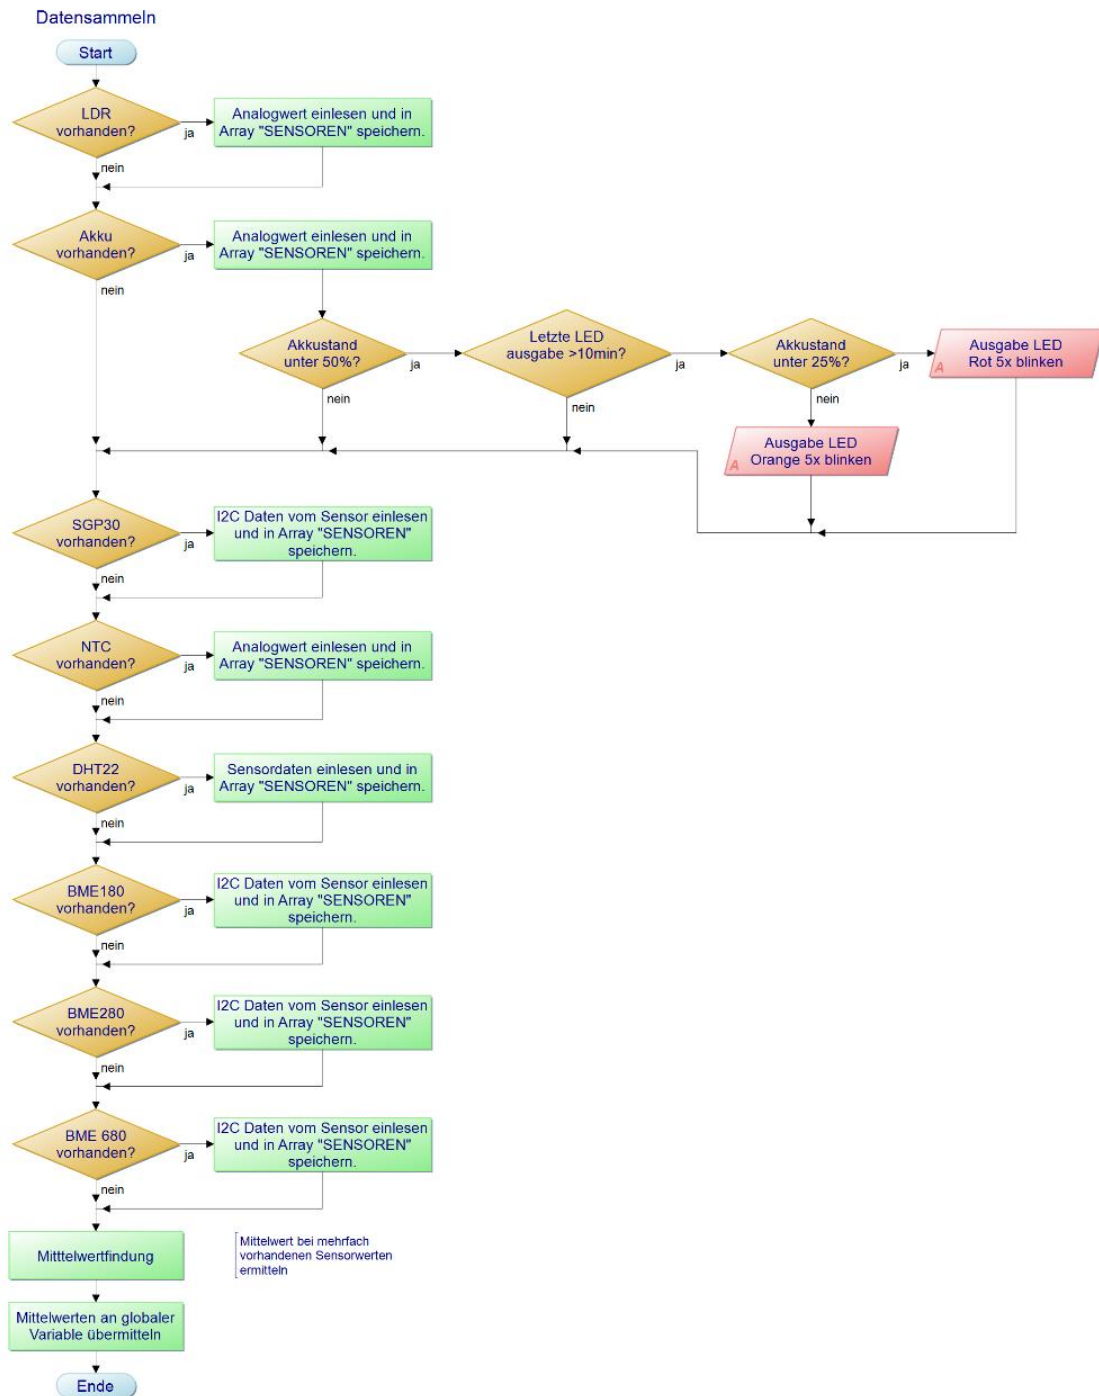 Datensammeln
Start
LDR
vorhanden?
ja
Analogwert einlesen und in
Array "SENSOREN" speichern.
nein
Akku
vorhanden?
ja
Analogwert einlesen und in
Array "SENSOREN" speichern.
nein
Akkustand
unter 50%?
ja
Letzte LED
ausgabe >10min?
ja
Akkustand
unter 25%?
ja
Ausgabe LED
Rot 5x blinken
A
nein
nein
nein
Ausgabe LED
Orange 5x blinken
A
SGP30
vorhanden?
ja
I2C Daten vom Sensor einlesen
und in Array "SENSOREN"
speichern.
nein
NTC
vorhanden?
ja
Analogwert einlesen und in
Array "SENSOREN" speichern.
nein
DHT22
vorhanden?
ja
Sensordaten einlesen und in
Array "SENSOREN" speichern.
nein
BME180
vorhanden?
ja
I2C Daten vom Sensor einlesen
und in Array "SENSOREN"
speichern.
nein
BME280
vorhanden?
ja
I2C Daten vom Sensor einlesen
und in Array "SENSOREN"
speichern.
nein
BME 680
vorhanden?
ja
I2C Daten vom Sensor einlesen
und in Array "SENSOREN"
speichern.
nein
Mitttelwertfindung
Mittelwert bei mehrfach
vorhandenen Sensorwerten
ermitteln
Mittelwerten an globaler
Variable übermitteln
Ende